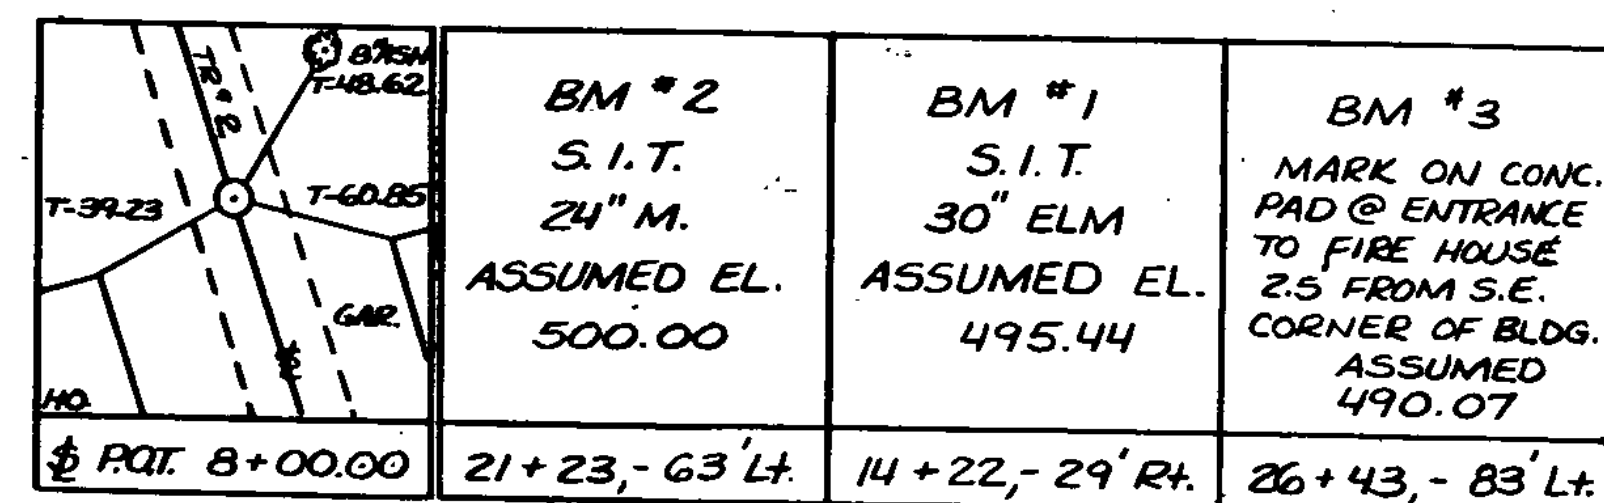 8" ASH
T-48.62
TR # 2
T-39.23
T-60.85
GAR.
HO.
℄ P.O.T. 8+00.00
BM #2
S.I.T.
24" M.
ASSUMED EL.
500.00
21+23,- 63' Lt.
BM #1
S.I.T.
30" ELM
ASSUMED EL.
495.44
14+22,- 29' Rt.
BM #3
MARK ON CONC.
PAD @ ENTRANCE
TO FIRE HOUSE
2.5' FROM S.E.
CORNER OF BLDG.
ASSUMED
490.07
26+43,- 83' Lt.